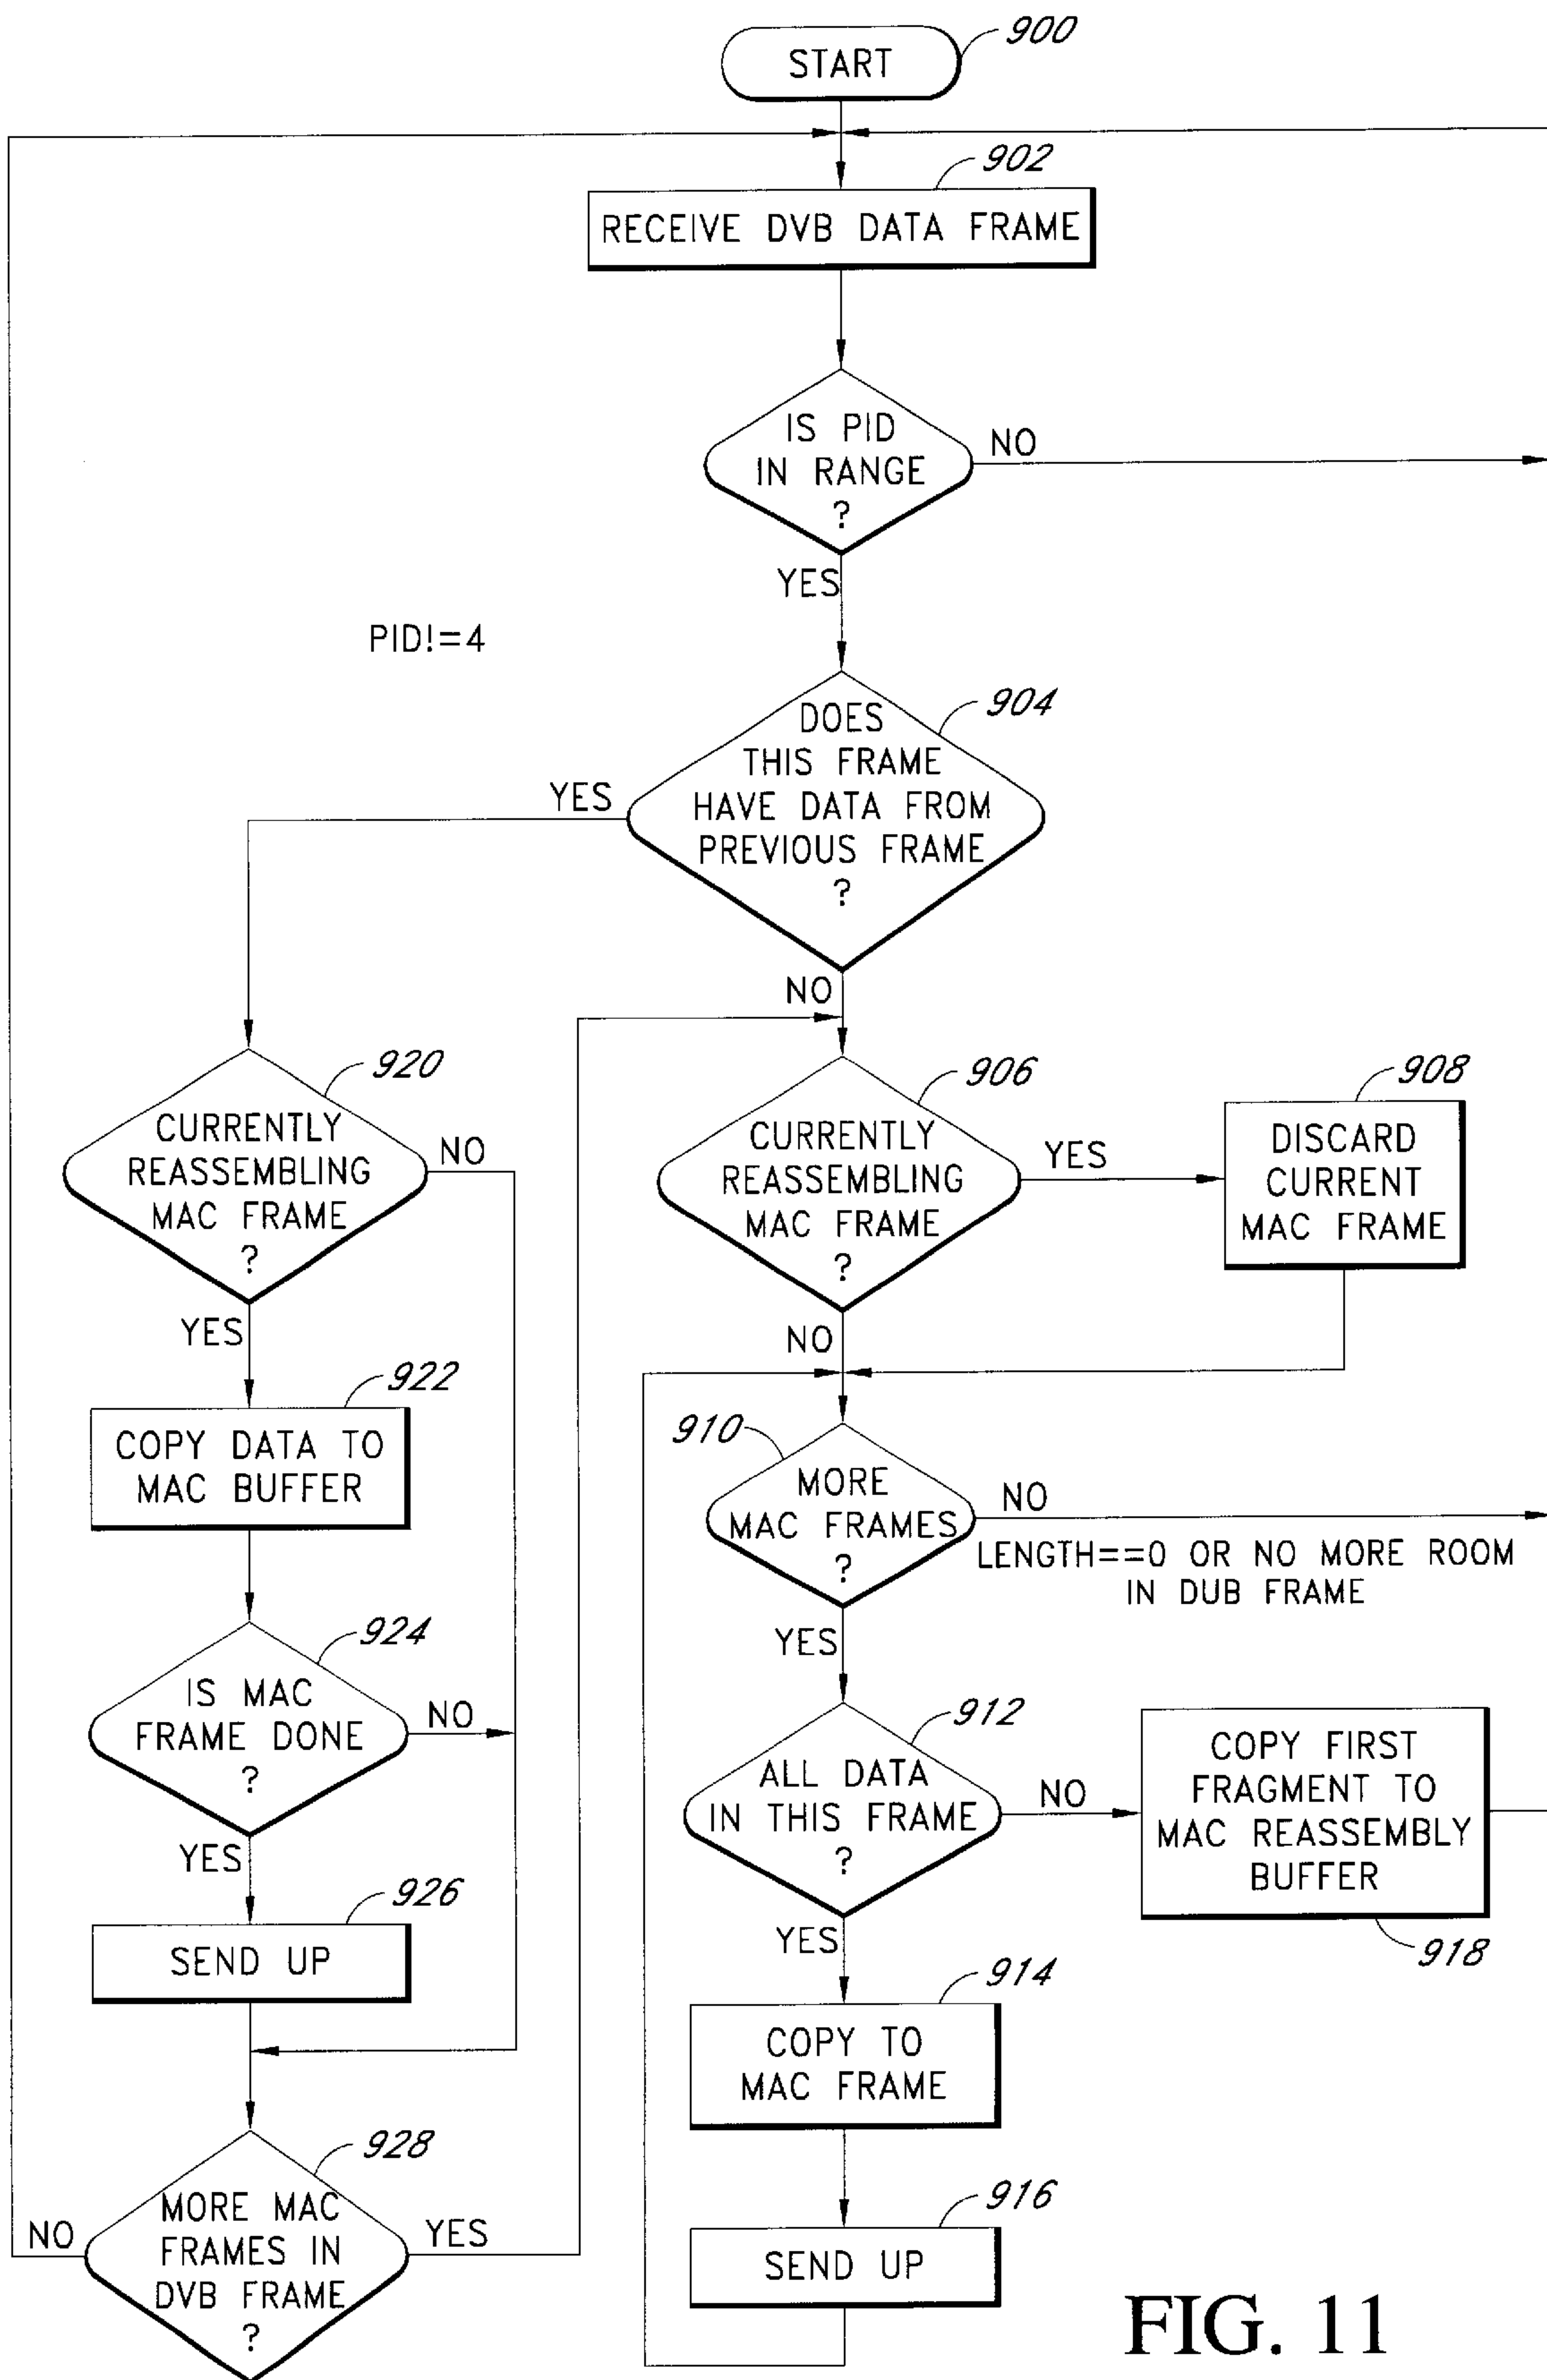 900
START
902
RECEIVE DVB DATA FRAME
IS PID
IN RANGE
?
NO
YES
PID!=4
904
DOES
THIS FRAME
HAVE DATA FROM
PREVIOUS FRAME
?
YES
NO
920
CURRENTLY
REASSEMBLING
MAC FRAME
?
NO
YES
906
CURRENTLY
REASSEMBLING
MAC FRAME
?
YES
NO
908
DISCARD
CURRENT
MAC FRAME
922
COPY DATA TO
MAC BUFFER
910
MORE
MAC FRAMES
?
NO
LENGTH==0 OR NO MORE ROOM
IN DUB FRAME
YES
924
IS MAC
FRAME DONE
?
NO
YES
912
ALL DATA
IN THIS FRAME
?
NO
YES
COPY FIRST
FRAGMENT TO
MAC REASSEMBLY
BUFFER
918
926
SEND UP
914
COPY TO
MAC FRAME
928
MORE MAC
FRAMES IN
DVB FRAME
?
NO
YES
916
SEND UP
FIG. 11